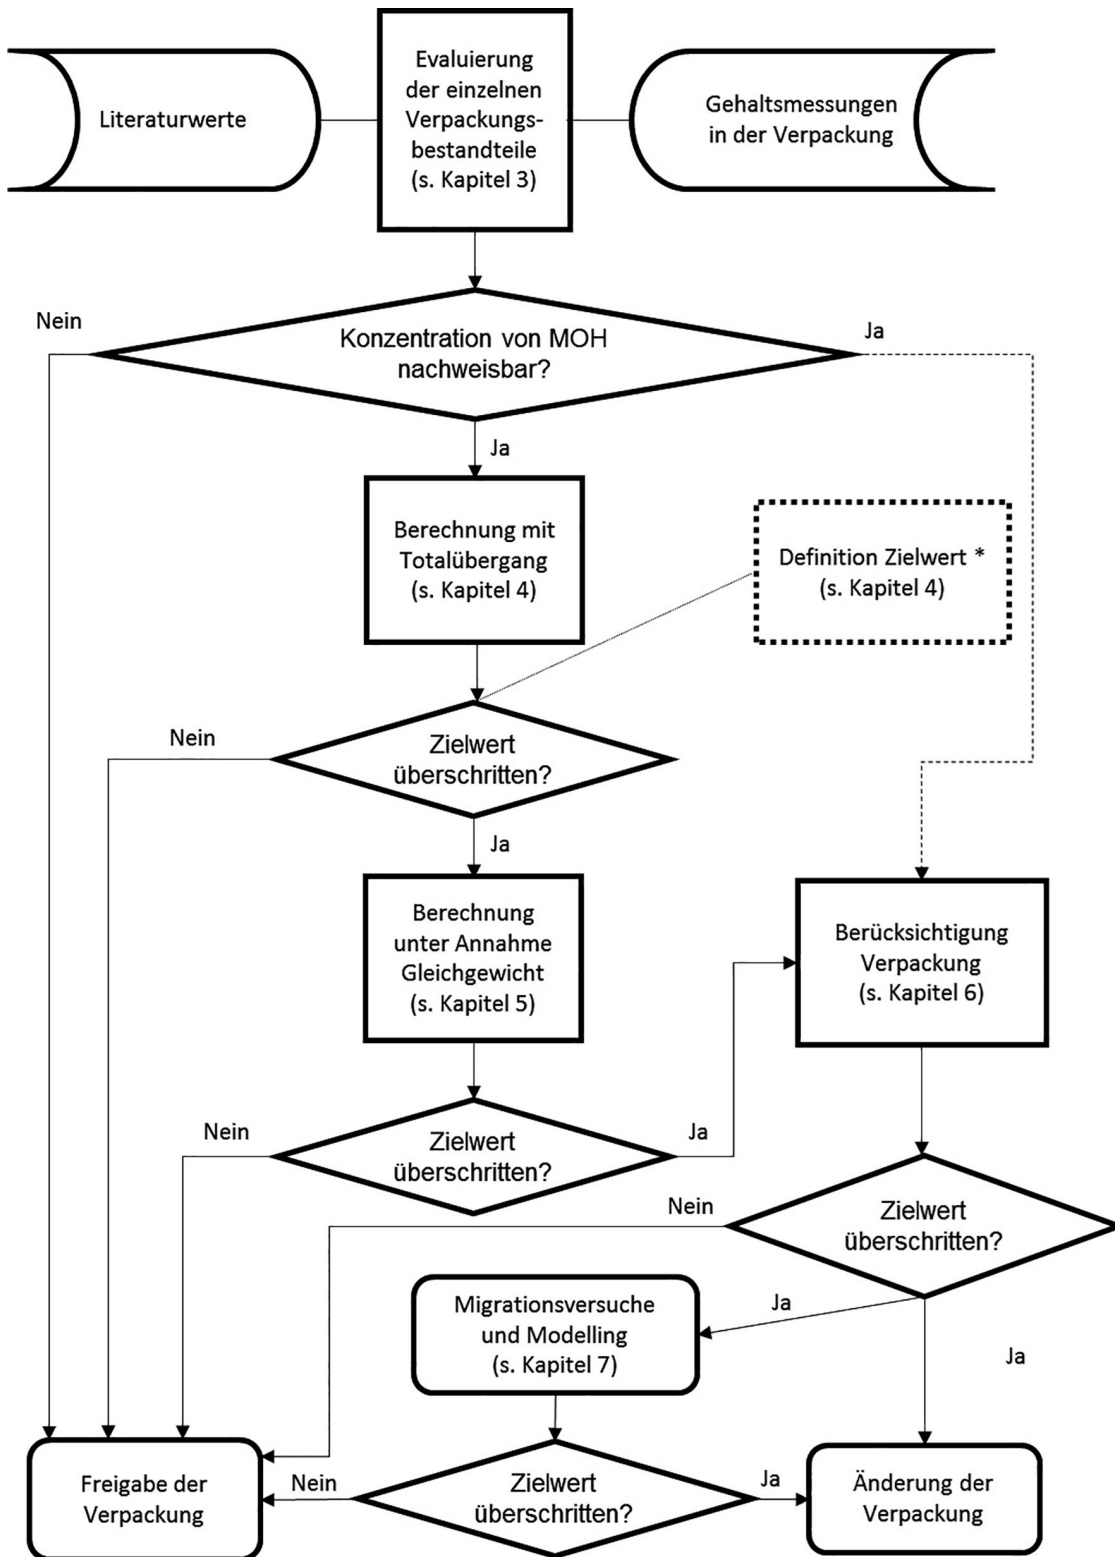 Literaturwerte
Evaluierung
der einzelnen
Verpackungs-
bestandteile
(s. Kapitel 3)
Gehaltsmessungen
in der Verpackung
Nein
Konzentration von MOH
nachweisbar?
Ja
Ja
Berechnung mit
Totalübergang
(s. Kapitel 4)
Definition Zielwert *
(s. Kapitel 4)
Nein
Zielwert
überschritten?
Ja
Berechnung
unter Annahme
Gleichgewicht
(s. Kapitel 5)
Berücksichtigung
Verpackung
(s. Kapitel 6)
Nein
Zielwert
überschritten?
Ja
Nein
Zielwert
überschritten?
Migrationsversuche
und Modelling
(s. Kapitel 7)
Ja
Ja
Freigabe der
Verpackung
Nein
Zielwert
überschritten?
Ja
Änderung der
Verpackung